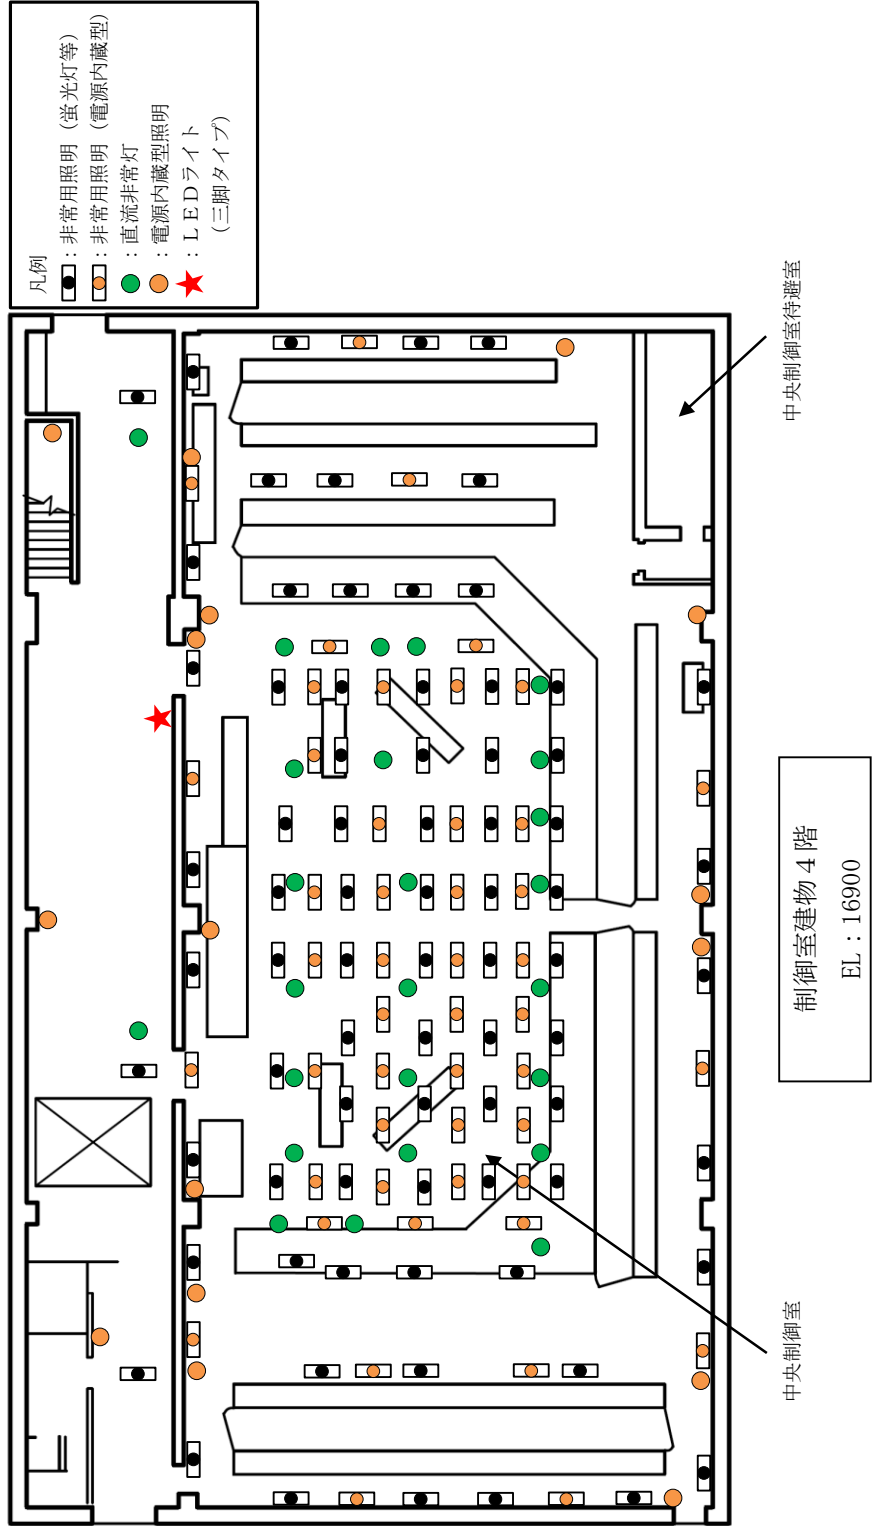 凡例
：非常用照明（蛍光灯等）
：非常用照明（電源内蔵型）
：直流非常灯
：電源内蔵型照明
：ＬＥＤライト
（三脚タイプ）
中央制御室待避室
中央制御室
制御室建物４階
EL：16900